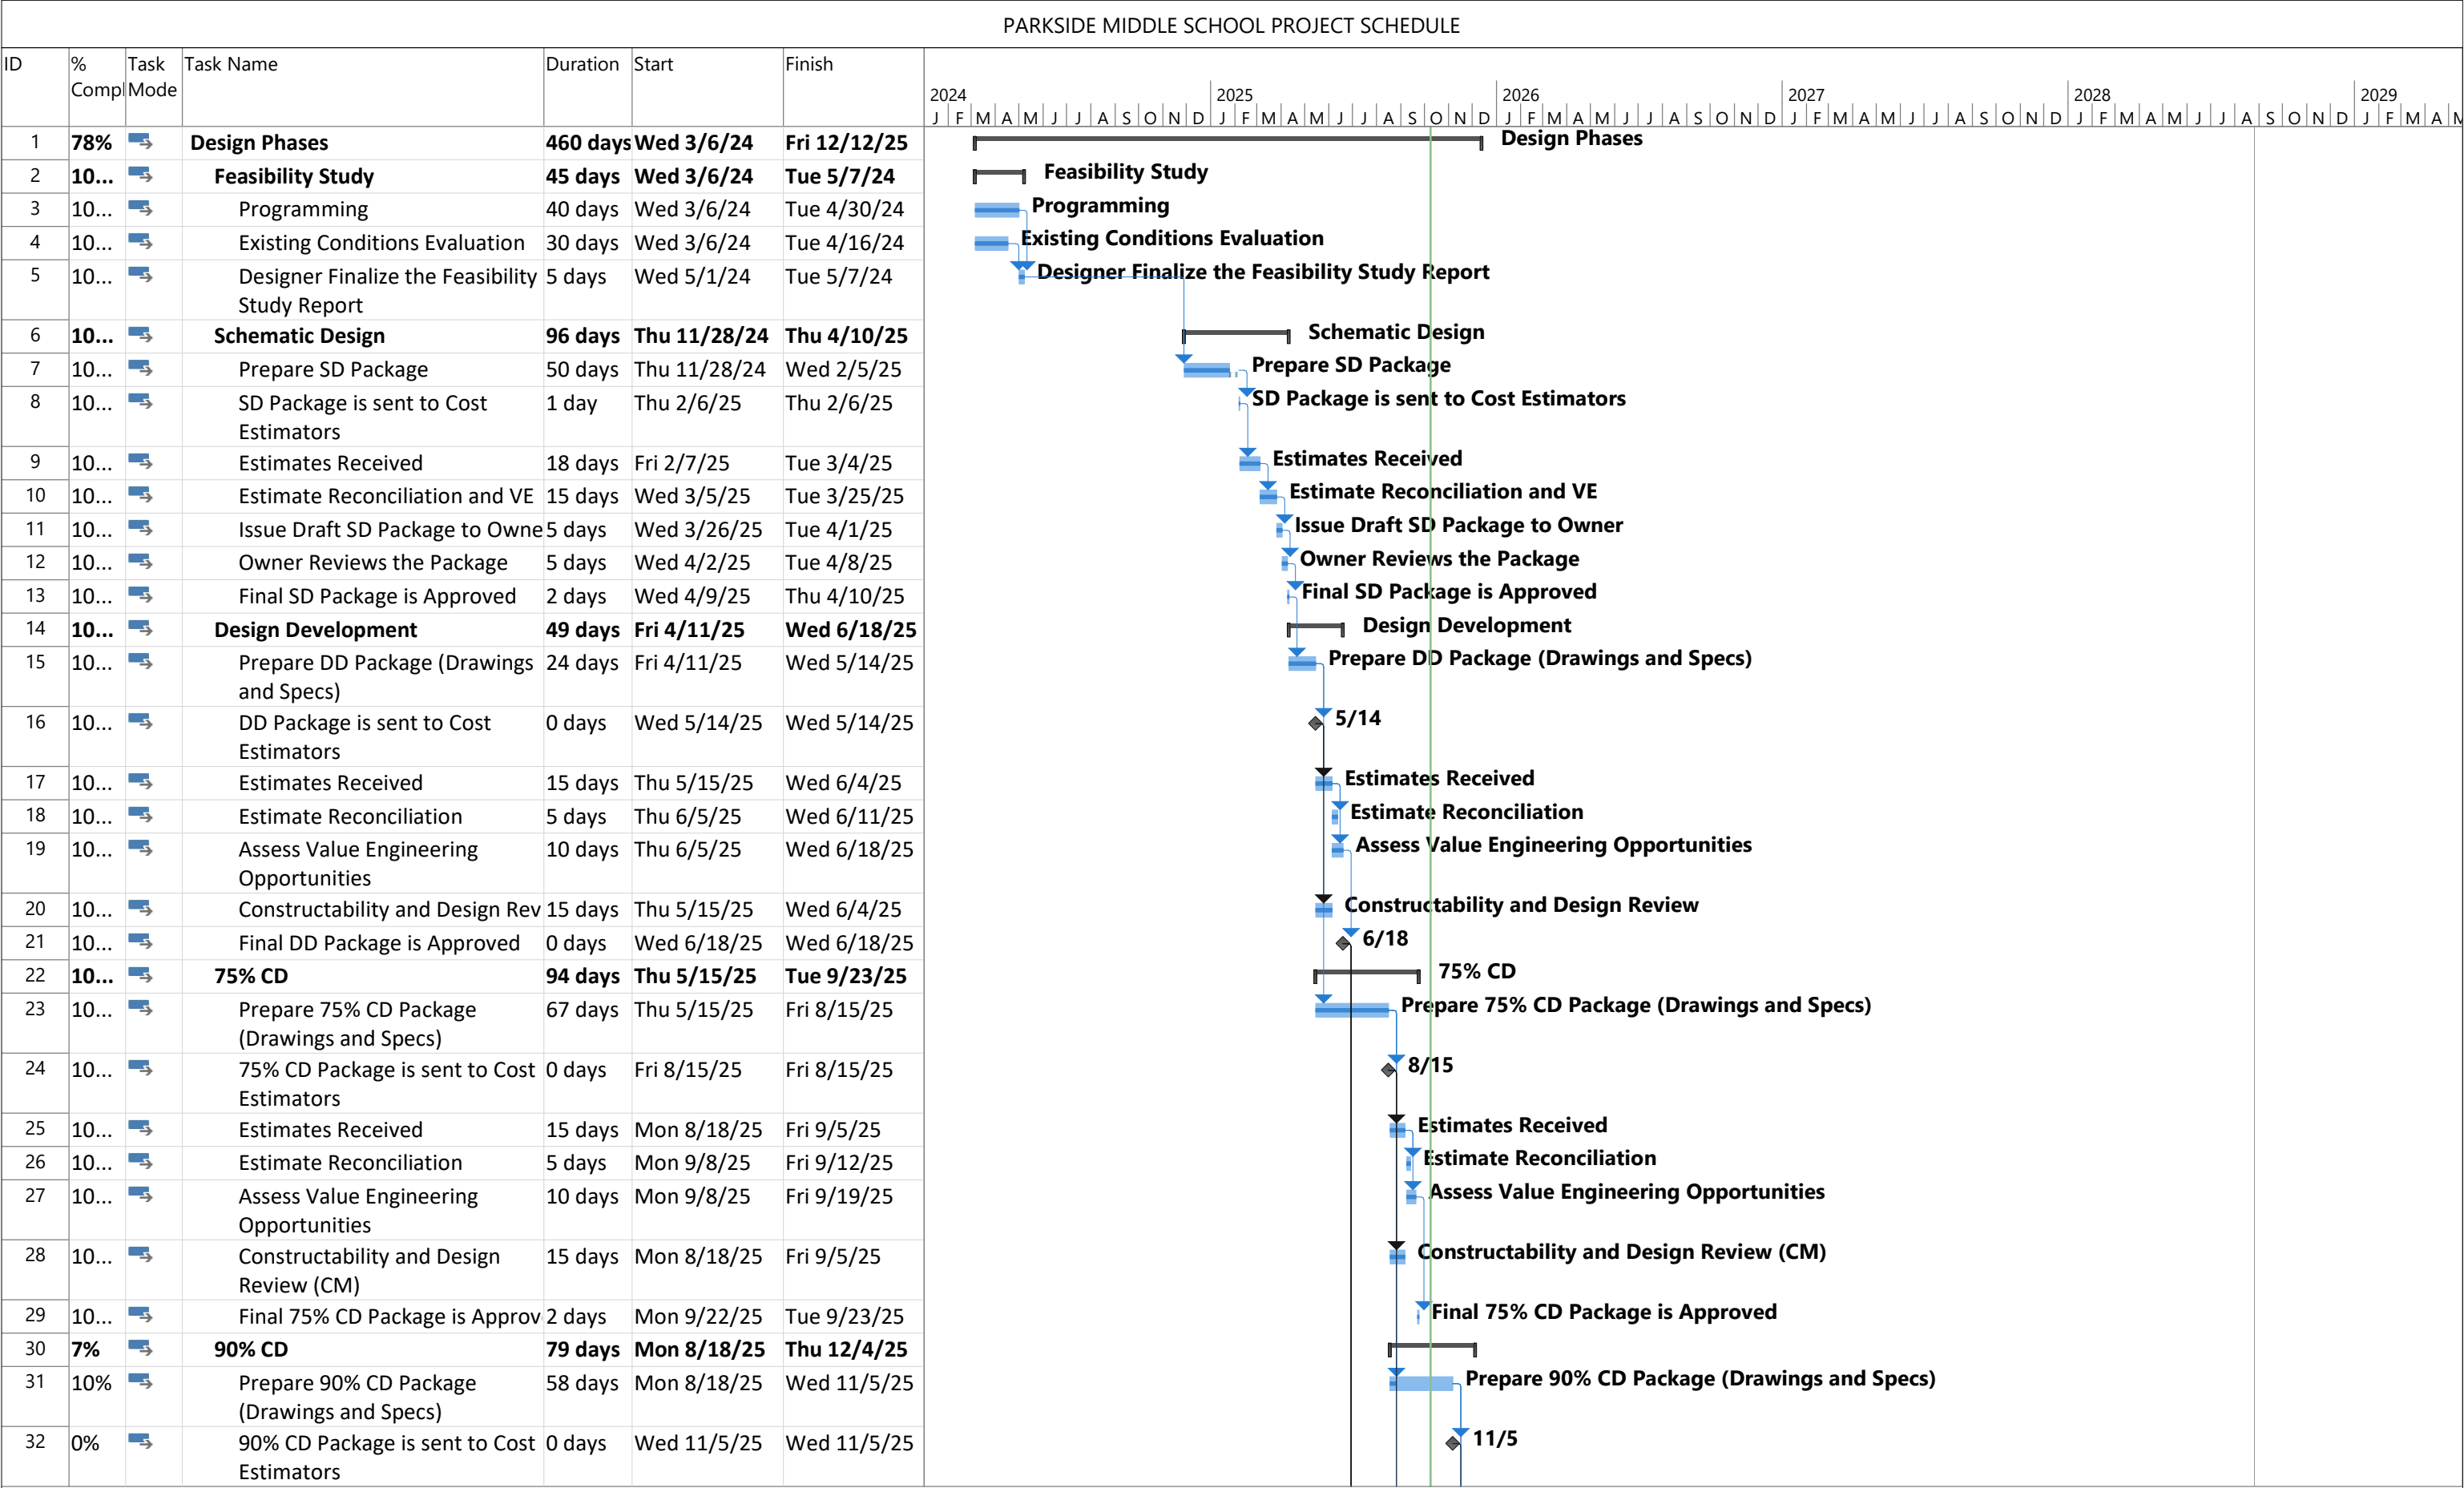 PARKSIDE MIDDLE SCHOOL PROJECT SCHEDULE
ID % Task Task Name Duration Start Finish
Compl Mode
2024 2025 2026 2027 2028 2029
J F M A M J J A S O N D J F M A M J J A S O N D J F M A M J J A S O N D J F M A M J J A S O N D J F M A M J J A S O N D J F M A M
1 78% Design Phases 460 days Wed 3/6/24 Fri 12/12/25 Design Phases
2 10... Feasibility Study 45 days Wed 3/6/24 Tue 5/7/24 Feasibility Study
3 10... Programming 40 days Wed 3/6/24 Tue 4/30/24 Programming
4 10... Existing Conditions Evaluation 30 days Wed 3/6/24 Tue 4/16/24 Existing Conditions Evaluation
5 10... Designer Finalize the Feasibility 5 days Wed 5/1/24 Tue 5/7/24 Designer Finalize the Feasibility Study Report
Study Report
6 10... Schematic Design 96 days Thu 11/28/24 Thu 4/10/25 Schematic Design
7 10... Prepare SD Package 50 days Thu 11/28/24 Wed 2/5/25 Prepare SD Package
8 10... SD Package is sent to Cost 1 day Thu 2/6/25 Thu 2/6/25 SD Package is sent to Cost Estimators
Estimators
9 10... Estimates Received 18 days Fri 2/7/25 Tue 3/4/25 Estimates Received
10 10... Estimate Reconciliation and VE 15 days Wed 3/5/25 Tue 3/25/25 Estimate Reconciliation and VE
11 10... Issue Draft SD Package to Owne 5 days Wed 3/26/25 Tue 4/1/25 Issue Draft SD Package to Owner
12 10... Owner Reviews the Package 5 days Wed 4/2/25 Tue 4/8/25 Owner Reviews the Package
13 10... Final SD Package is Approved 2 days Wed 4/9/25 Thu 4/10/25 Final SD Package is Approved
14 10... Design Development 49 days Fri 4/11/25 Wed 6/18/25 Design Development
15 10... Prepare DD Package (Drawings 24 days Fri 4/11/25 Wed 5/14/25 Prepare DD Package (Drawings and Specs)
and Specs)
16 10... DD Package is sent to Cost 0 days Wed 5/14/25 Wed 5/14/25 5/14
Estimators
17 10... Estimates Received 15 days Thu 5/15/25 Wed 6/4/25 Estimates Received
18 10... Estimate Reconciliation 5 days Thu 6/5/25 Wed 6/11/25 Estimate Reconciliation
19 10... Assess Value Engineering 10 days Thu 6/5/25 Wed 6/18/25 Assess Value Engineering Opportunities
Opportunities
20 10... Constructability and Design Rev 15 days Thu 5/15/25 Wed 6/4/25 Constructability and Design Review
21 10... Final DD Package is Approved 0 days Wed 6/18/25 Wed 6/18/25 6/18
22 10... 75% CD 94 days Thu 5/15/25 Tue 9/23/25 75% CD
23 10... Prepare 75% CD Package 67 days Thu 5/15/25 Fri 8/15/25 Prepare 75% CD Package (Drawings and Specs)
(Drawings and Specs)
24 10... 75% CD Package is sent to Cost 0 days Fri 8/15/25 Fri 8/15/25 8/15
Estimators
25 10... Estimates Received 15 days Mon 8/18/25 Fri 9/5/25 Estimates Received
26 10... Estimate Reconciliation 5 days Mon 9/8/25 Fri 9/12/25 Estimate Reconciliation
27 10... Assess Value Engineering 10 days Mon 9/8/25 Fri 9/19/25 Assess Value Engineering Opportunities
Opportunities
28 10... Constructability and Design 15 days Mon 8/18/25 Fri 9/5/25 Constructability and Design Review (CM)
Review (CM)
29 10... Final 75% CD Package is Approv 2 days Mon 9/22/25 Tue 9/23/25 Final 75% CD Package is Approved
30 7% 90% CD 79 days Mon 8/18/25 Thu 12/4/25
31 10% Prepare 90% CD Package 58 days Mon 8/18/25 Wed 11/5/25 Prepare 90% CD Package (Drawings and Specs)
(Drawings and Specs)
32 0% 90% CD Package is sent to Cost 0 days Wed 11/5/25 Wed 11/5/25 11/5
Estimators